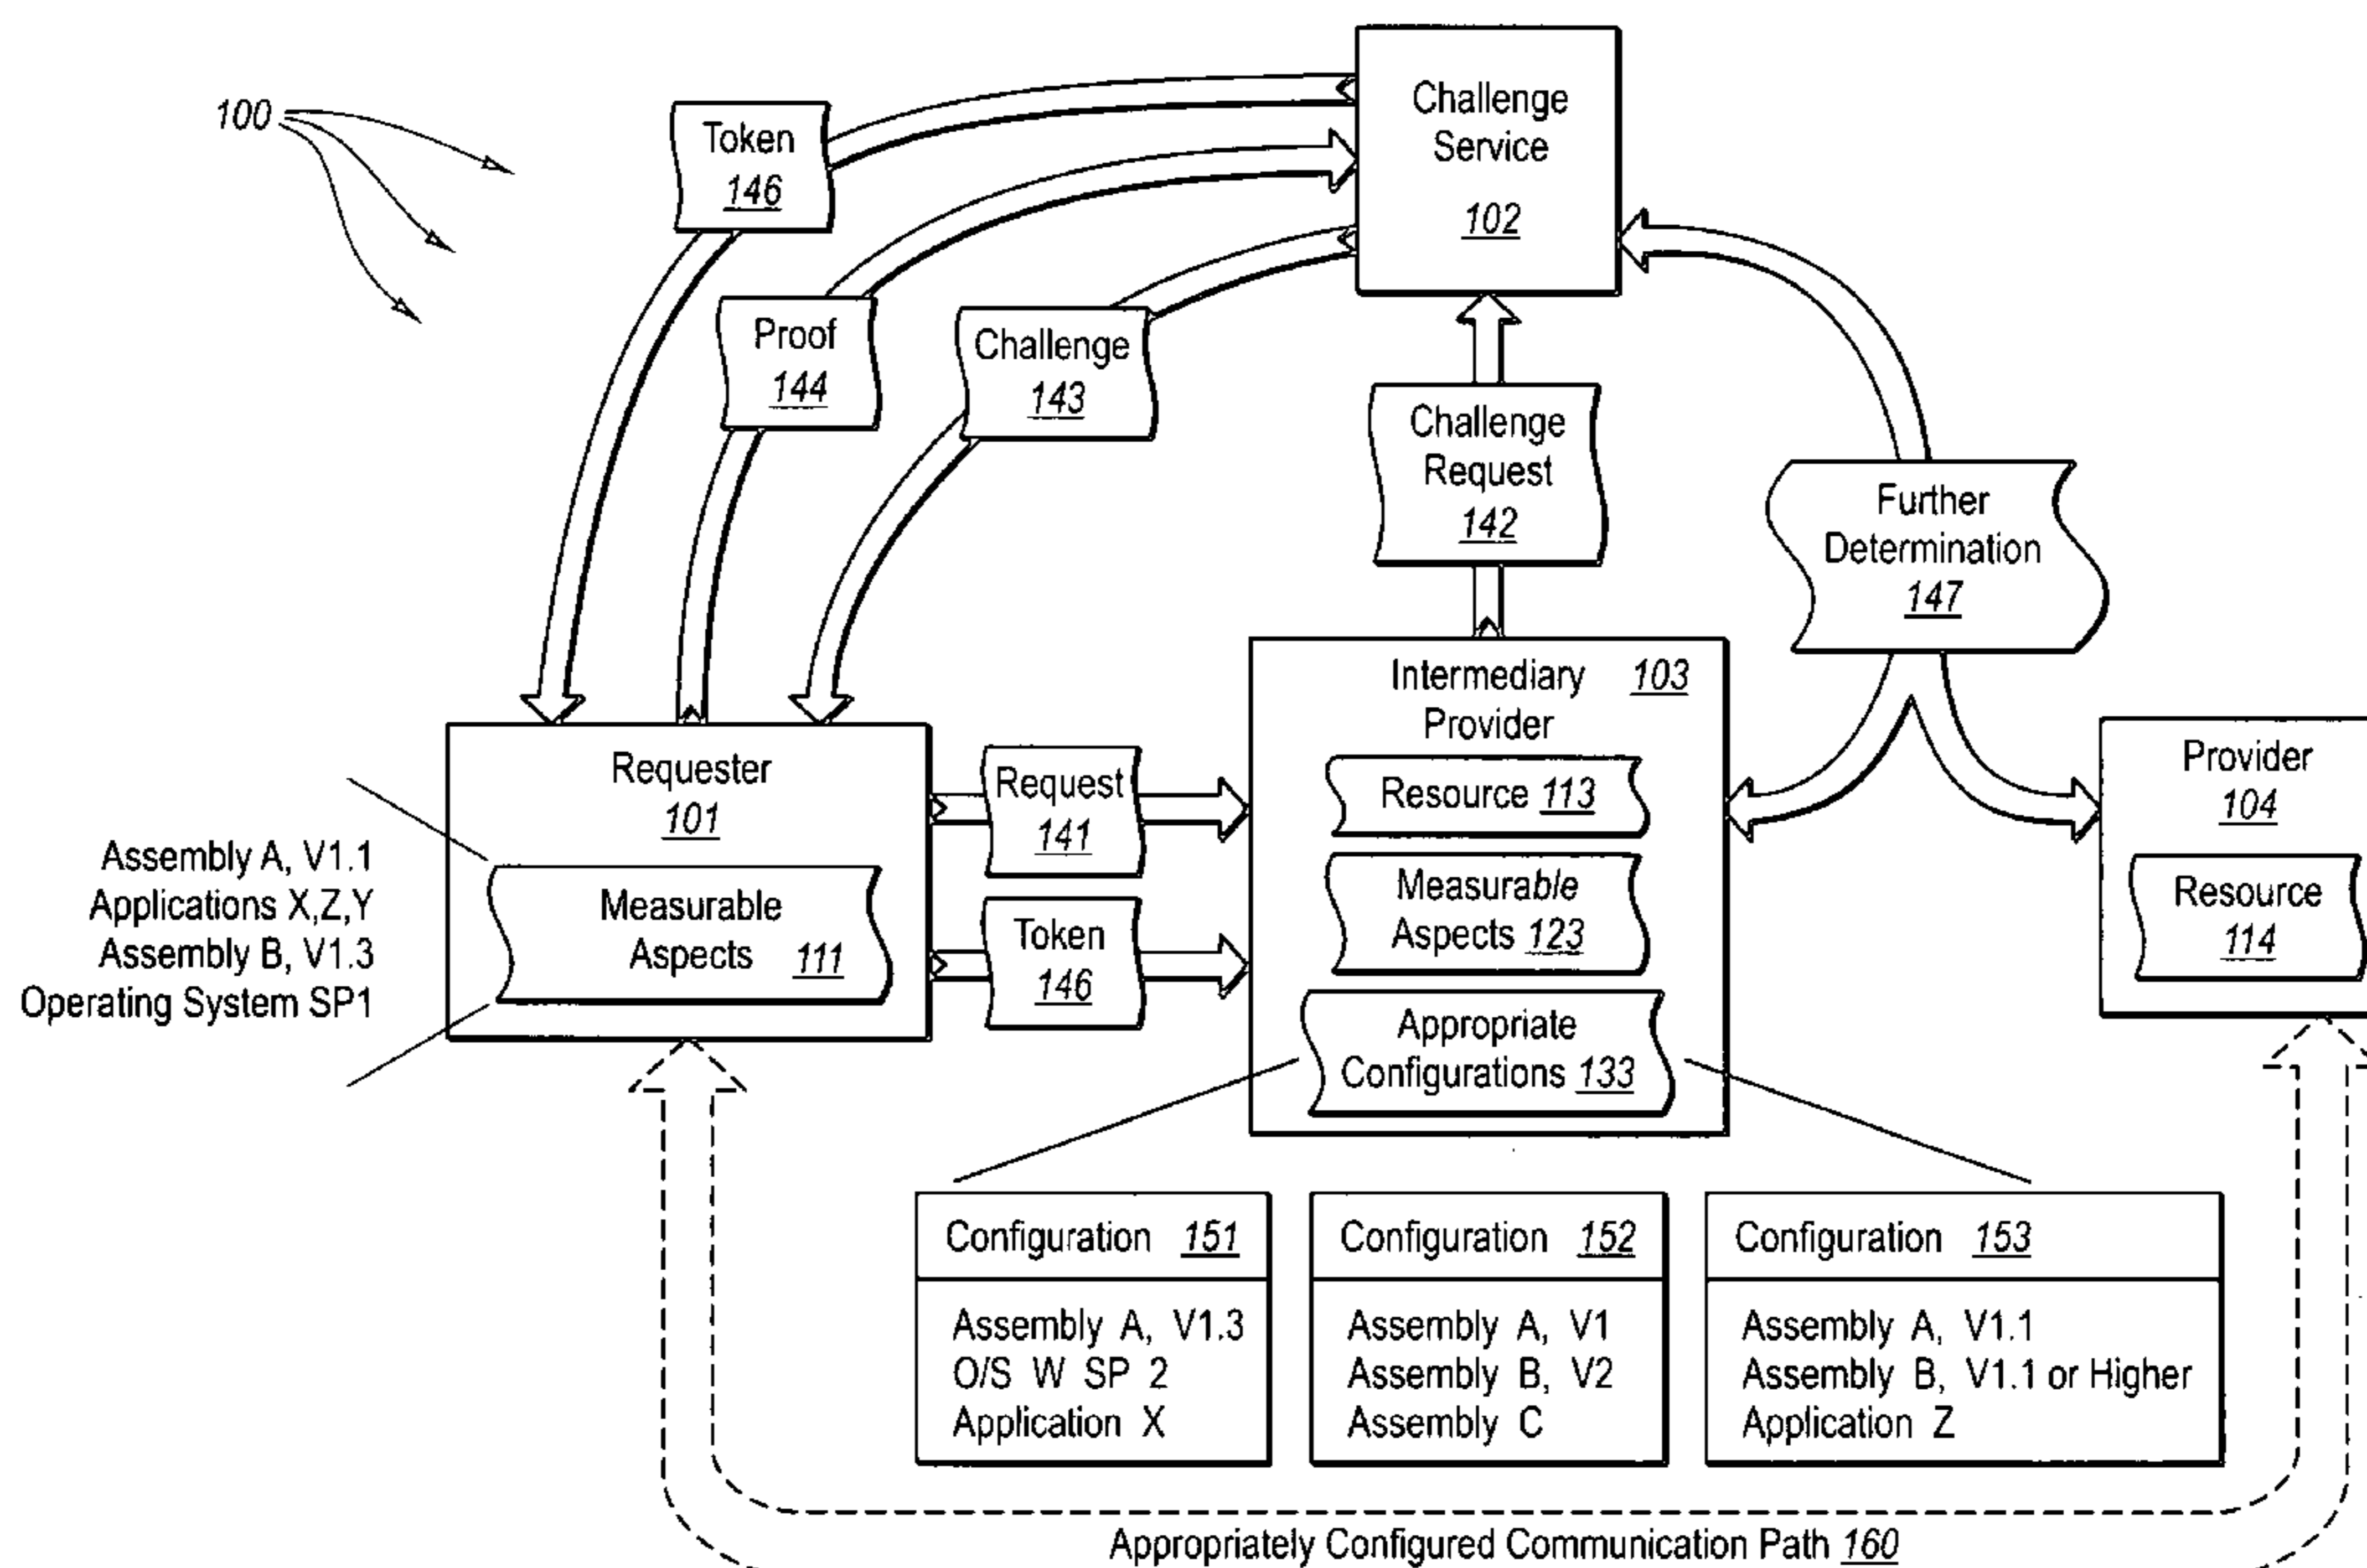 100
Token
146
Challenge
Service
102
Proof
144
Challenge
143
Challenge
Request
142
Further
Determination
147
Requester
101
Measurable
Aspects 111
Assembly A, V1.1
Applications X,Z,Y
Assembly B, V1.3
Operating System SP1
Request
141
Token
146
Intermediary 103
Provider
Resource 113
Measurable
Aspects 123
Appropriate
Configurations 133
Provider
104
Resource
114
Configuration 151
Assembly A, V1.3
O/S W SP 2
Application X
Configuration 152
Assembly A, V1
Assembly B, V2
Assembly C
Configuration 153
Assembly A, V1.1
Assembly B, V1.1 or Higher
Application Z
Appropriately Configured Communication Path 160